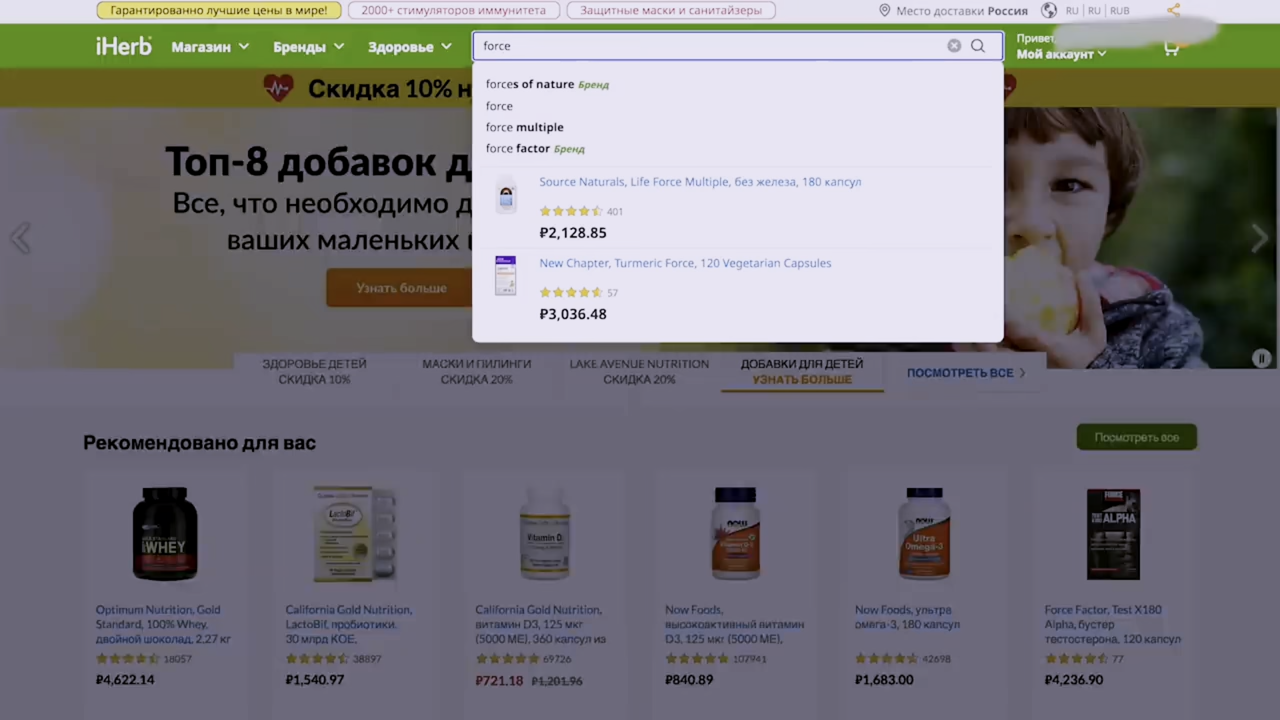 Гарантированно лучшие цены в мире!
2000+ стимуляторов иммунитета
Защитные маски и санитайзеры
Место доставки Россия
RU | RU | RUB
iHerb
Магазин
Бренды
Здоровье
force
Привет,
Мой аккаунт
Скидка 10%
forces of nature Бренд
force
force multiple
force factor Бренд
Source Naturals, Life Force Multiple, без железа, 180 капсул
401
₽2,128.85
New Chapter, Turmeric Force, 120 Vegetarian Capsules
57
₽3,036.48
Топ-8 добавок
Все, что необходимо
ваших маленьких
Узнать больше
ЗДОРОВЬЕ ДЕТЕЙ
СКИДКА 10%
МАСКИ И ПИЛИНГИ
СКИДКА 20%
LAKE AVENUE NUTRITION
СКИДКА 20%
ДОБАВКИ ДЛЯ ДЕТЕЙ
УЗНАТЬ БОЛЬШЕ
ПОСМОТРЕТЬ ВСЕ
Рекомендовано для вас
Посмотреть все
WHEY
LactoBif
Vitamin D3
NOW
NOW
Ultra
Omega-3
FORCE
ALPHA
Optimum Nutrition, Gold
Standard, 100% Whey,
двойной шоколад, 2,27 кг
18057
₽4,622.14
California Gold Nutrition,
LactoBif, пробиотики,
30 млрд КОЕ,
38897
₽1,540.97
California Gold Nutrition,
витамин D3, 125 мкг
(5000 МЕ), 360 капсул из
69726
₽721.18 ₽1,201.96
Now Foods,
высокоактивный витамин
D3, 125 мкг (5000 МЕ),
107941
₽840.89
Now Foods, ультра
омега-3, 180 капсул
42698
₽1,683.00
Force Factor, Test X180
Alpha, бустер
тестостерона, 120 капсул
77
₽4,236.90